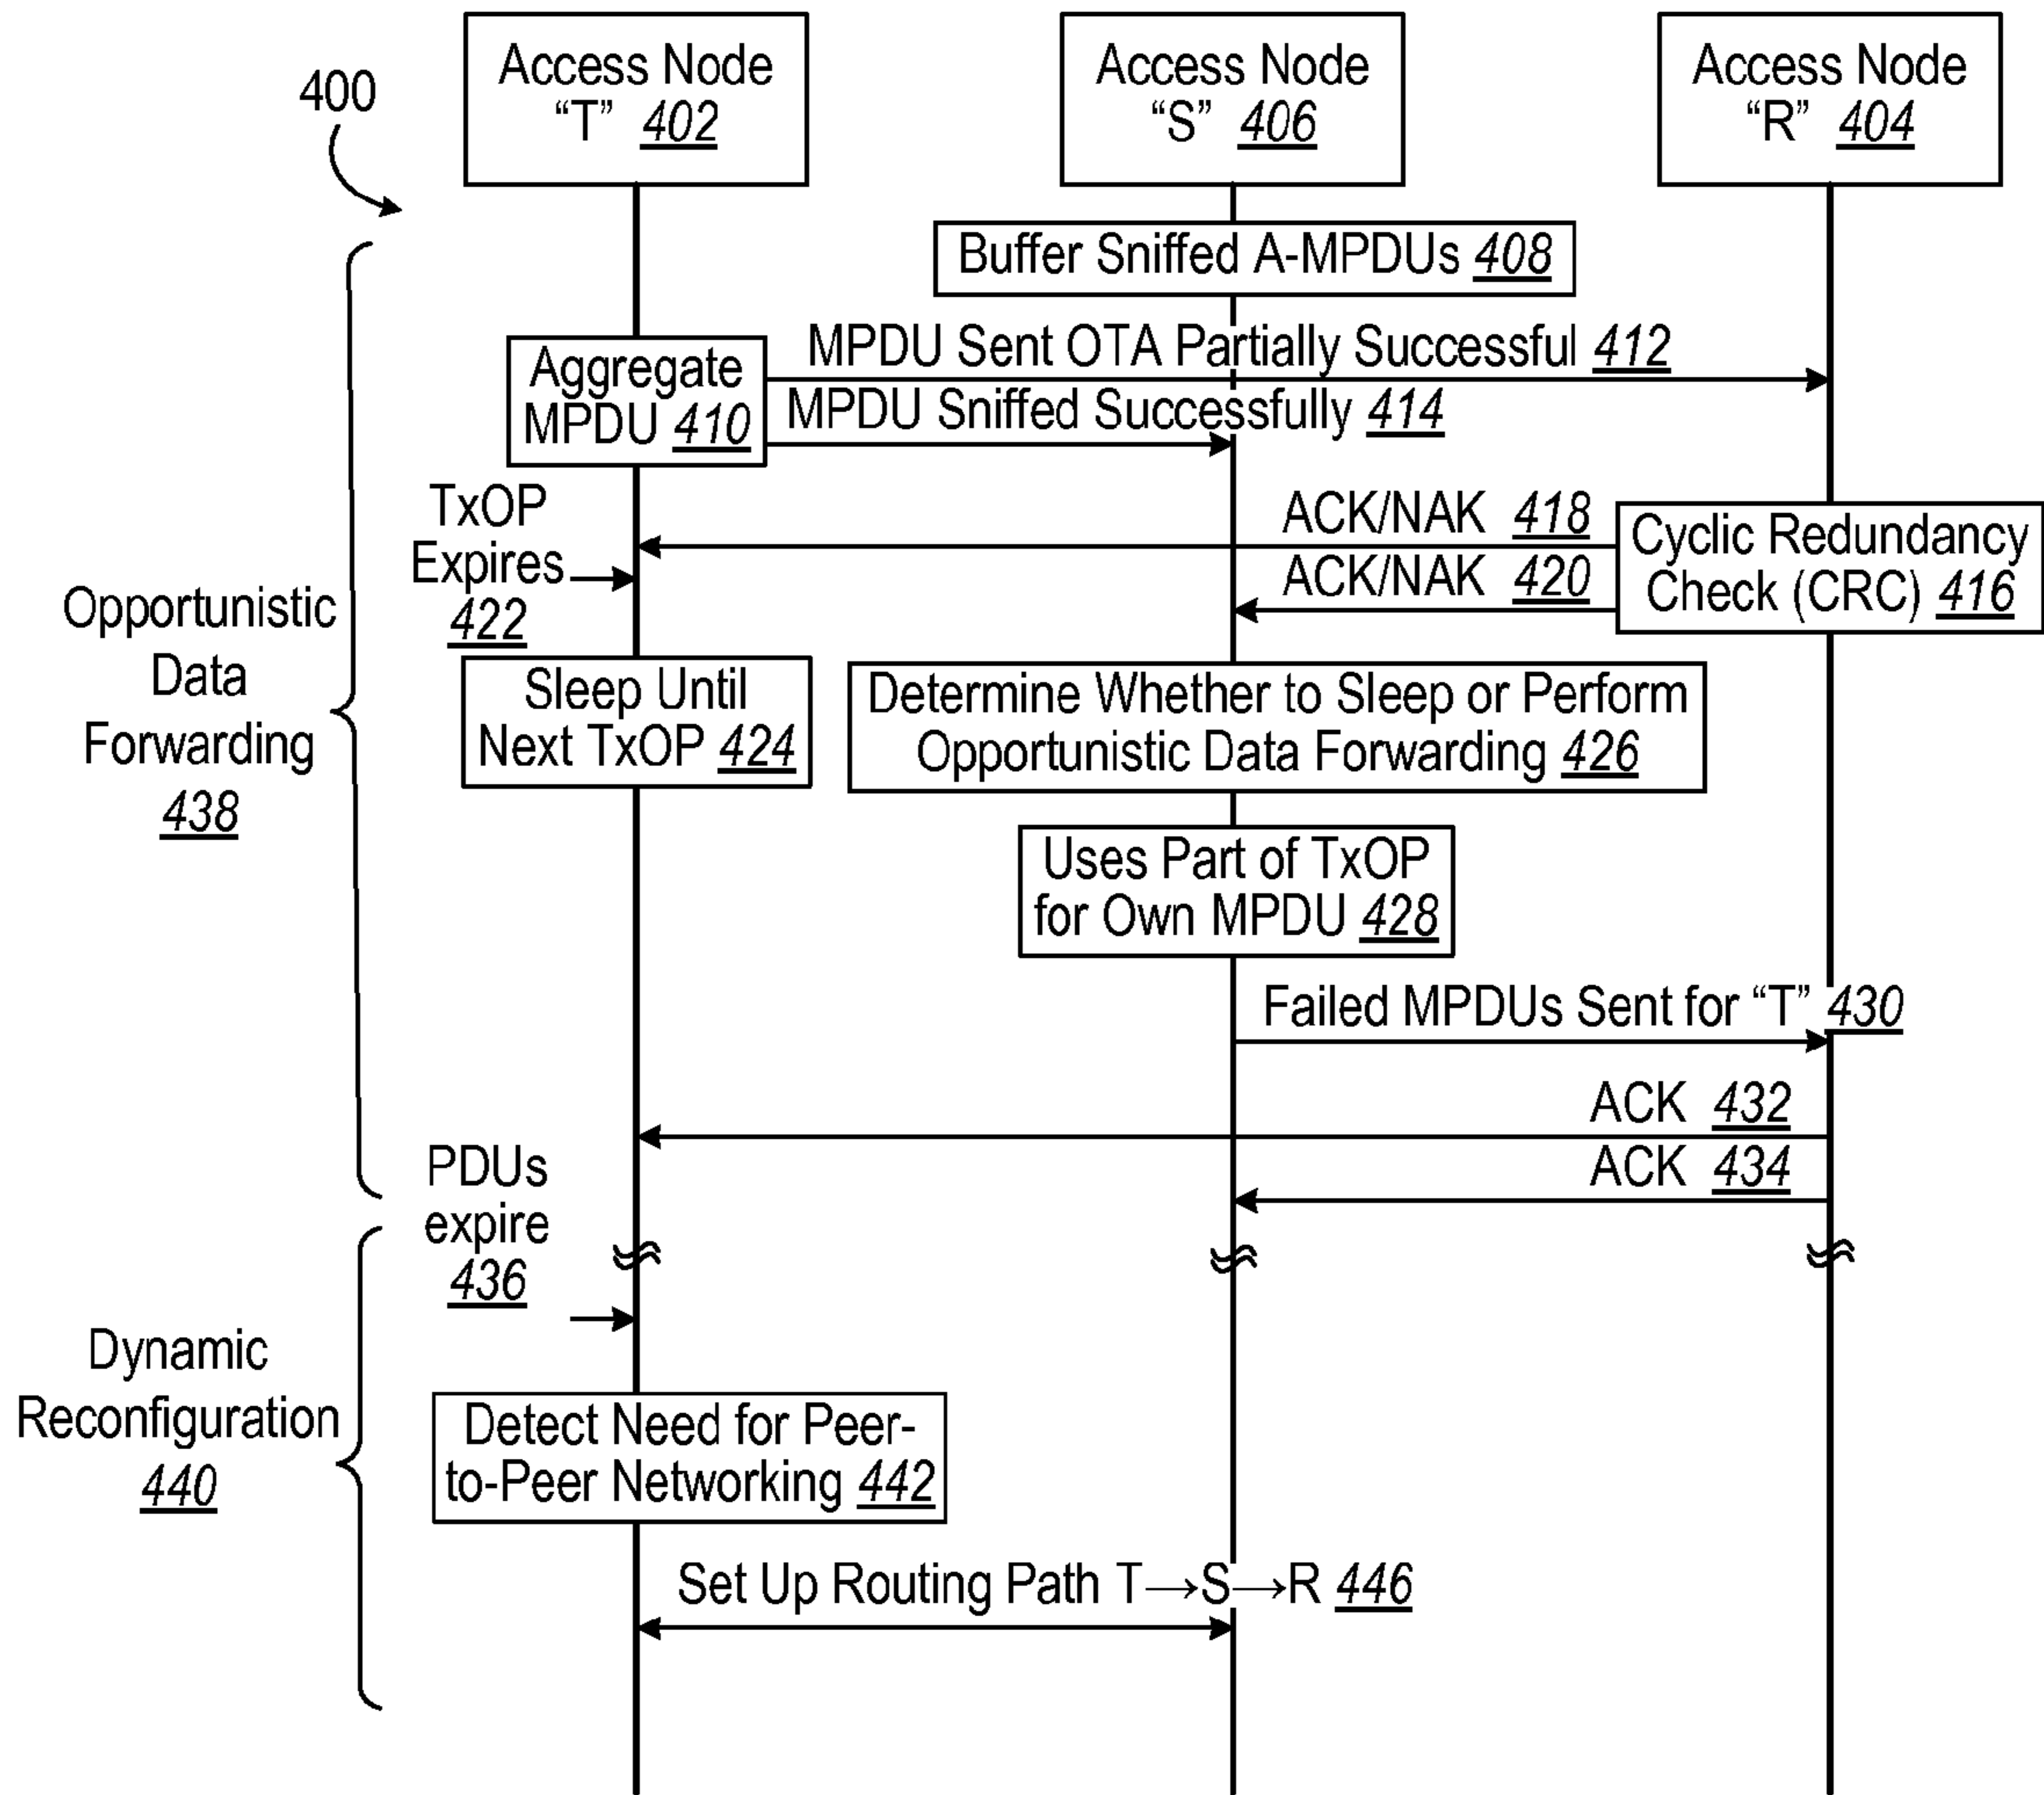 400
Access Node
“T” 402
Access Node
“S” 406
Access Node
“R” 404
Buffer Sniffed A-MPDUs 408
Aggregate
MPDU 410
MPDU Sent OTA Partially Successful 412
MPDU Sniffed Successfully 414
TxOP
Expires
422
ACK/NAK 418
ACK/NAK 420
Cyclic Redundancy
Check (CRC) 416
Opportunistic
Data
Forwarding
438
Sleep Until
Next TxOP 424
Determine Whether to Sleep or Perform
Opportunistic Data Forwarding 426
Uses Part of TxOP
for Own MPDU 428
Failed MPDUs Sent for “T” 430
ACK 432
ACK 434
PDUs
expire
436
Dynamic
Reconfiguration
440
Detect Need for Peer-
to-Peer Networking 442
Set Up Routing Path T→S→R 446